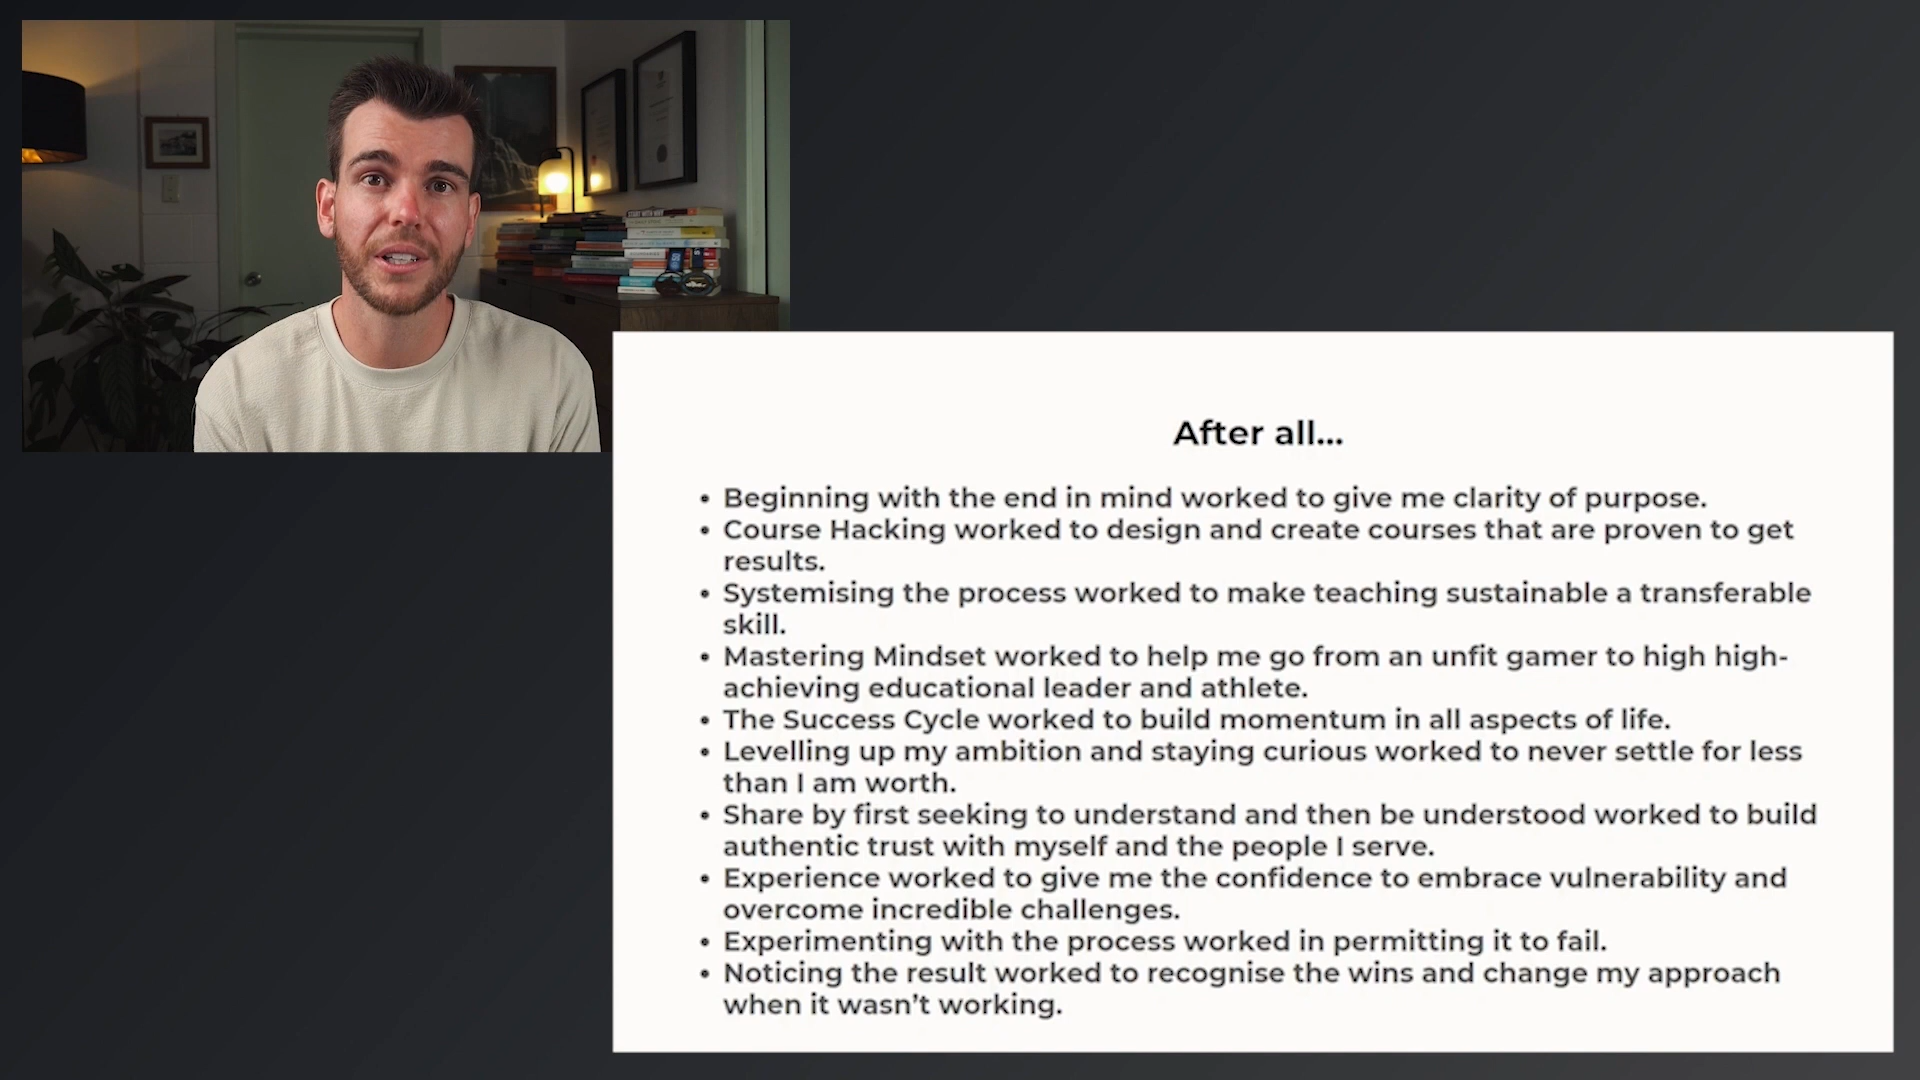 START WITH WHY
After all...
• Beginning with the end in mind worked to give me clarity of purpose.
• Course Hacking worked to design and create courses that are proven to get
results.
• Systemising the process worked to make teaching sustainable a transferable
skill.
• Mastering Mindset worked to help me go from an unfit gamer to high high-
achieving educational leader and athlete.
• The Success Cycle worked to build momentum in all aspects of life.
• Levelling up my ambition and staying curious worked to never settle for less
than I am worth.
• Share by first seeking to understand and then be understood worked to build
authentic trust with myself and the people I serve.
• Experience worked to give me the confidence to embrace vulnerability and
overcome incredible challenges.
• Experimenting with the process worked in permitting it to fail.
• Noticing the result worked to recognise the wins and change my approach
when it wasn’t working.